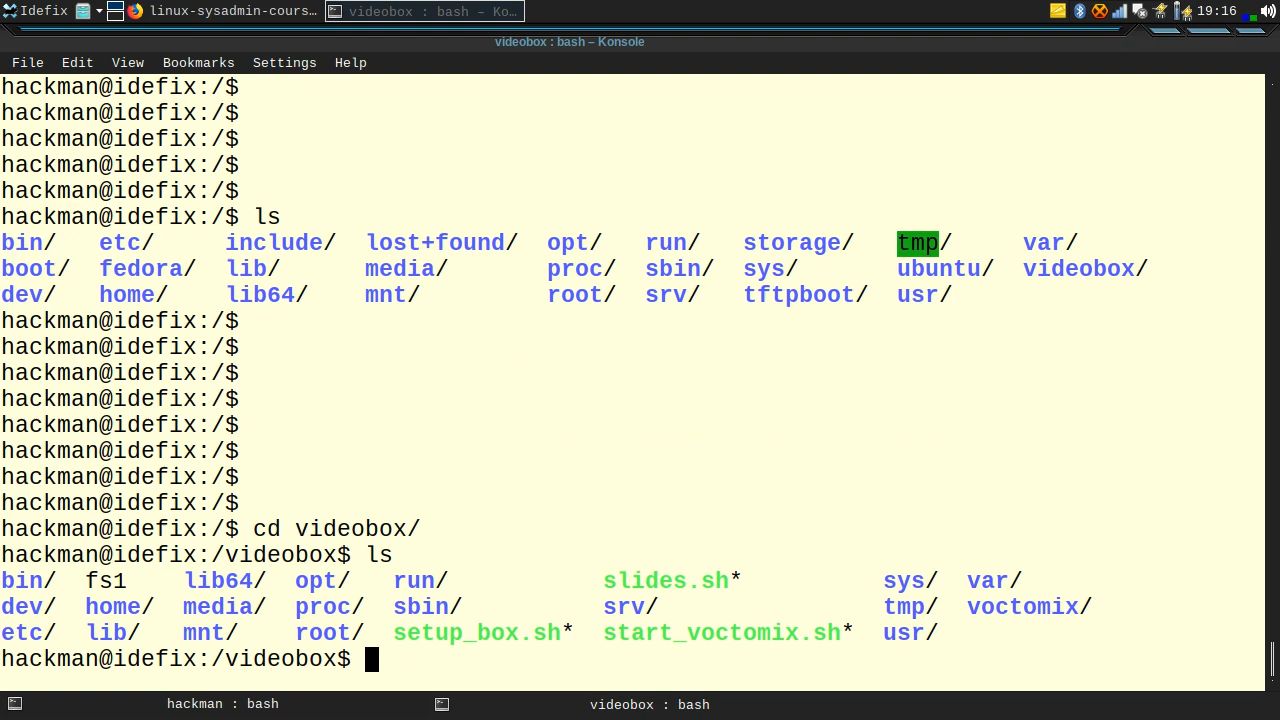 Idefix linux-sysadmin-cours… videobox : bash – Ko… 19:16
videobox : bash – Konsole
File Edit View Bookmarks Settings Help
hackman@idefix:/$
hackman@idefix:/$
hackman@idefix:/$
hackman@idefix:/$
hackman@idefix:/$
hackman@idefix:/$ ls
bin/ etc/ include/ lost+found/ opt/ run/ storage/ tmp/ var/
boot/ fedora/ lib/ media/ proc/ sbin/ sys/ ubuntu/ videobox/
dev/ home/ lib64/ mnt/ root/ srv/ tftpboot/ usr/
hackman@idefix:/$
hackman@idefix:/$
hackman@idefix:/$
hackman@idefix:/$
hackman@idefix:/$
hackman@idefix:/$
hackman@idefix:/$
hackman@idefix:/$
hackman@idefix:/$ cd videobox/
hackman@idefix:/videobox$ ls
bin/ fs1 lib64/ opt/ run/ slides.sh* sys/ var/
dev/ home/ media/ proc/ sbin/ srv/ tmp/ voctomix/
etc/ lib/ mnt/ root/ setup_box.sh* start_voctomix.sh* usr/
hackman@idefix:/videobox$
hackman : bash videobox : bash